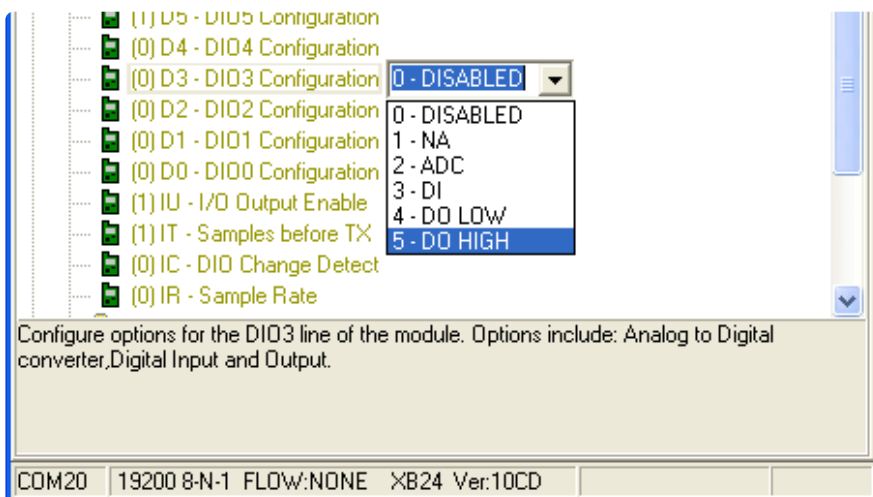 (1) D5 - DIO5 Configuration
(0) D4 - DIO4 Configuration
(0) D3 - DIO3 Configuration 0 - DISABLED
(0) D2 - DIO2 Configuration
(0) D1 - DIO1 Configuration
(0) D0 - DIO0 Configuration
(1) IU - I/O Output Enable
(1) IT - Samples before TX
(0) IC - DIO Change Detect
(0) IR - Sample Rate
0 - DISABLED
1 - NA
2 - ADC
3 - DI
4 - DO LOW
5 - DO HIGH
Configure options for the DIO3 line of the module. Options include: Analog to Digital
converter,Digital Input and Output.
COM20 19200 8-N-1 FLOW:NONE XB24 Ver:10CD